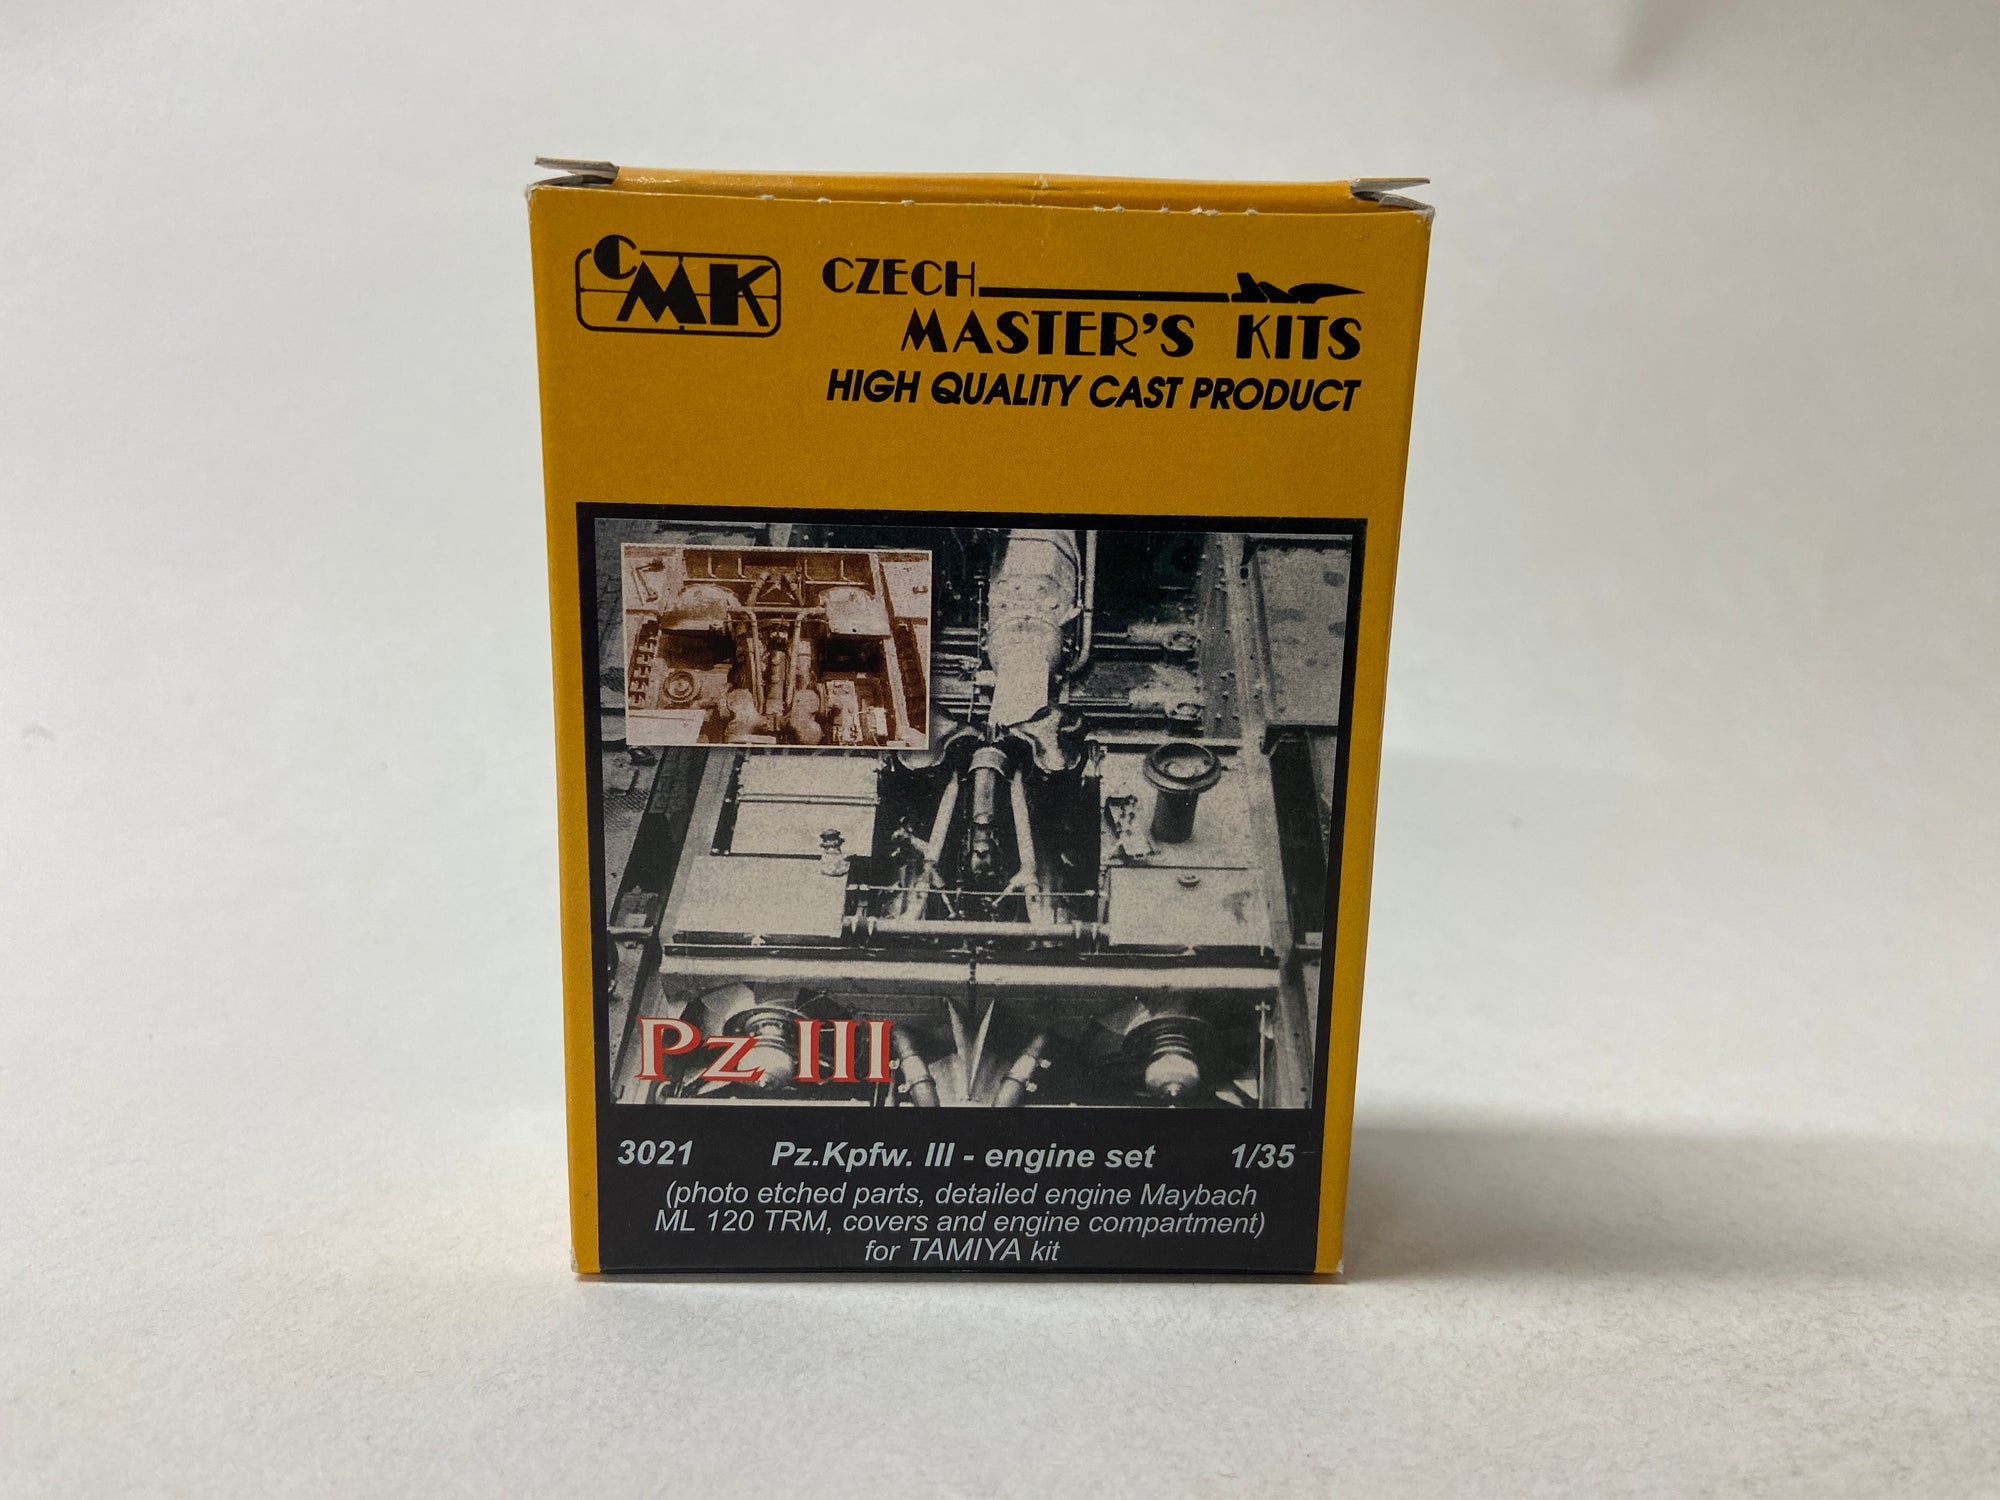 CMK
CZECH
MASTER'S KITS
HIGH QUALITY CAST PRODUCT
Pz III
3021 Pz.Kpfw. III - engine set 1/35
(photo etched parts, detailed engine Maybach
ML 120 TRM, covers and engine compartment)
for TAMIYA kit